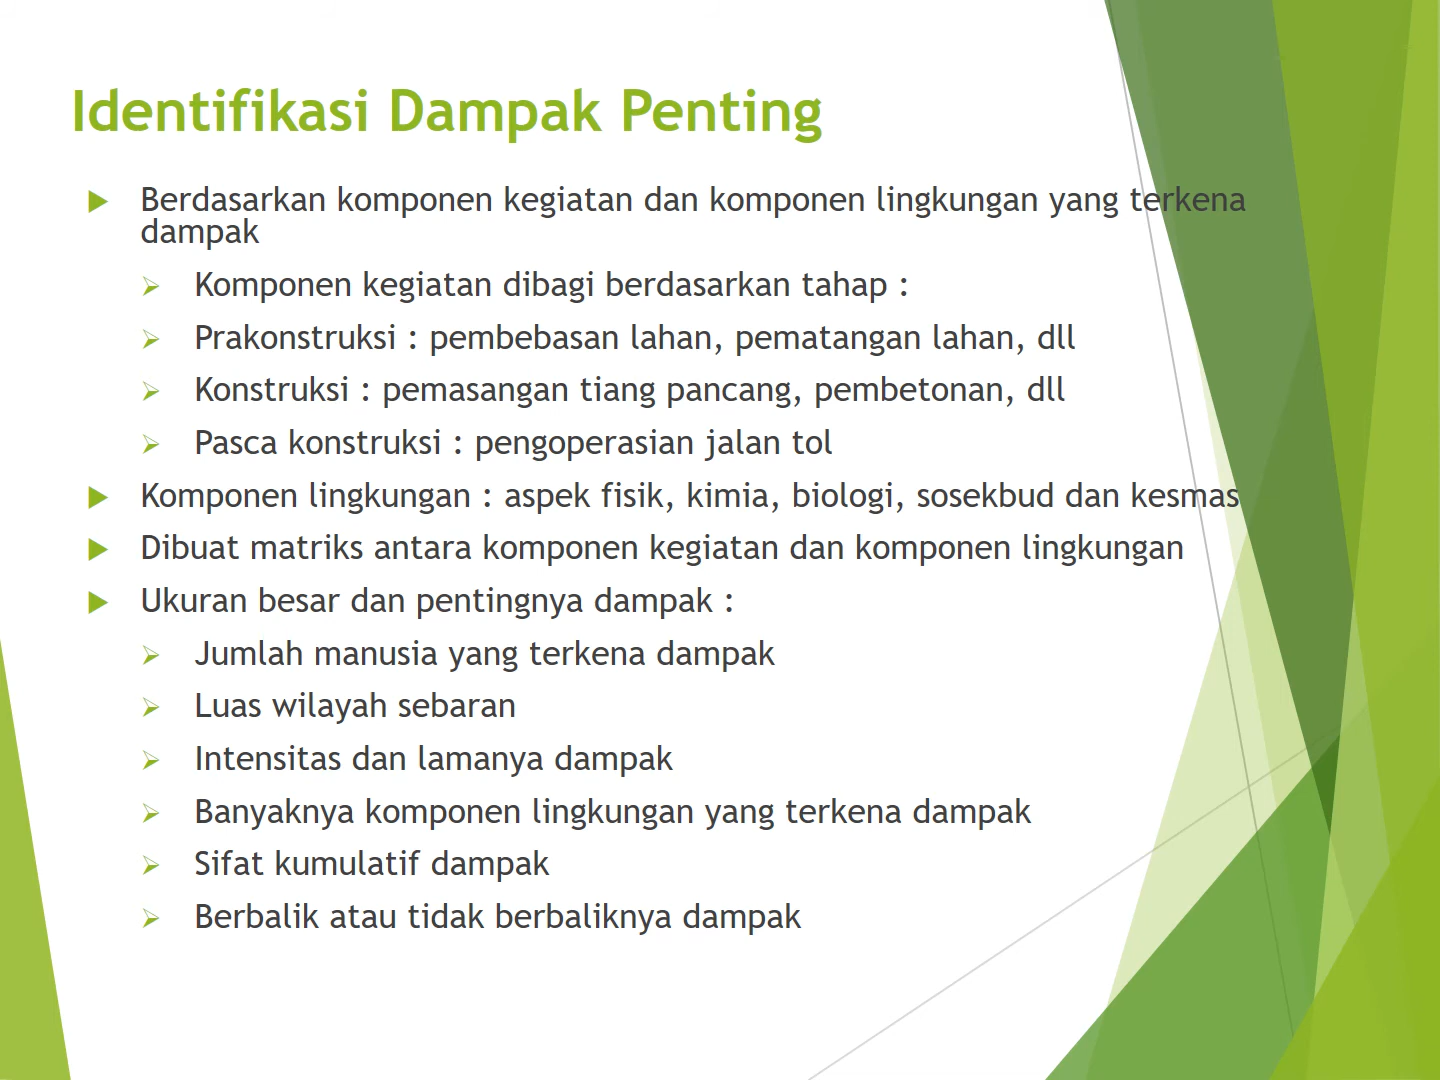 Identifikasi Dampak Penting
Berdasarkan komponen kegiatan dan komponen lingkungan yang terkena
dampak
Komponen kegiatan dibagi berdasarkan tahap :
Prakonstruksi : pembebasan lahan, pematangan lahan, dll
Konstruksi : pemasangan tiang pancang, pembetonan, dll
Pasca konstruksi : pengoperasian jalan tol
Komponen lingkungan : aspek fisik, kimia, biologi, sosekbud dan kesmas
Dibuat matriks antara komponen kegiatan dan komponen lingkungan
Ukuran besar dan pentingnya dampak :
Jumlah manusia yang terkena dampak
Luas wilayah sebaran
Intensitas dan lamanya dampak
Banyaknya komponen lingkungan yang terkena dampak
Sifat kumulatif dampak
Berbalik atau tidak berbaliknya dampak